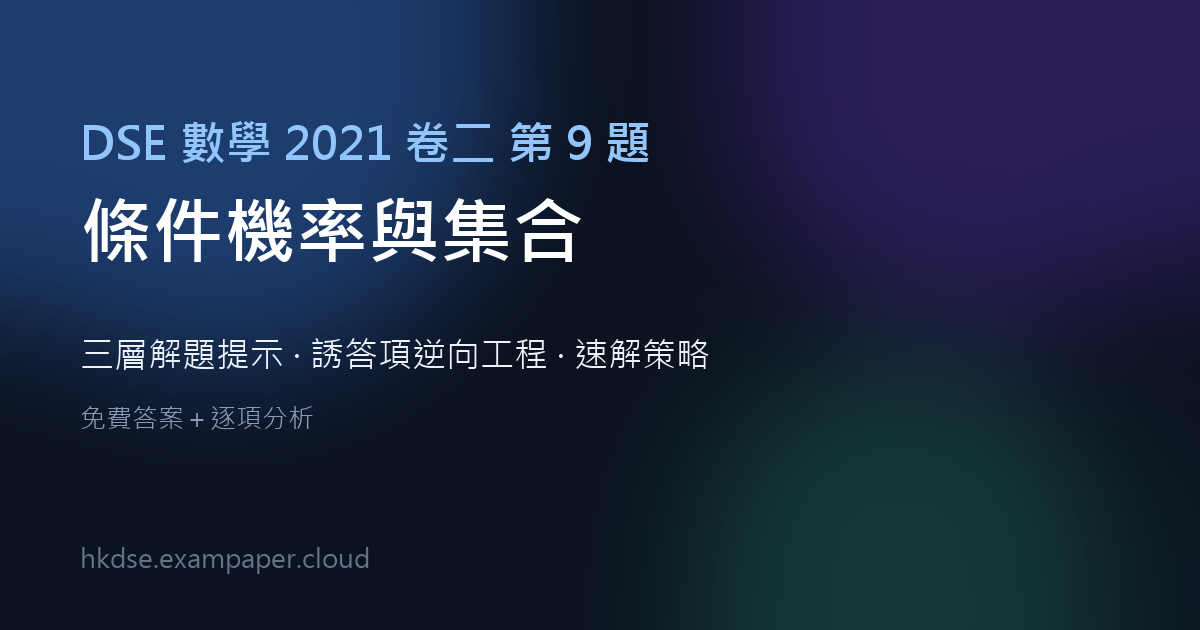 DSE 數學 2021 卷二 第 9 題
條件機率與集合
三層解題提示 · 誘答項逆向工程 · 速解策略
免費答案 + 逐項分析
hkdse.exampaper.cloud